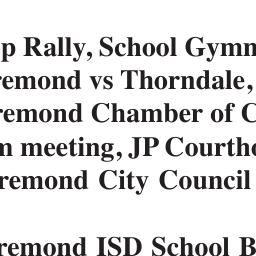 p Rally, School Gymn
remond vs Thorndale,
remond Chamber of C
m meeting, JP Courtho
remond City Council
remond ISD School B